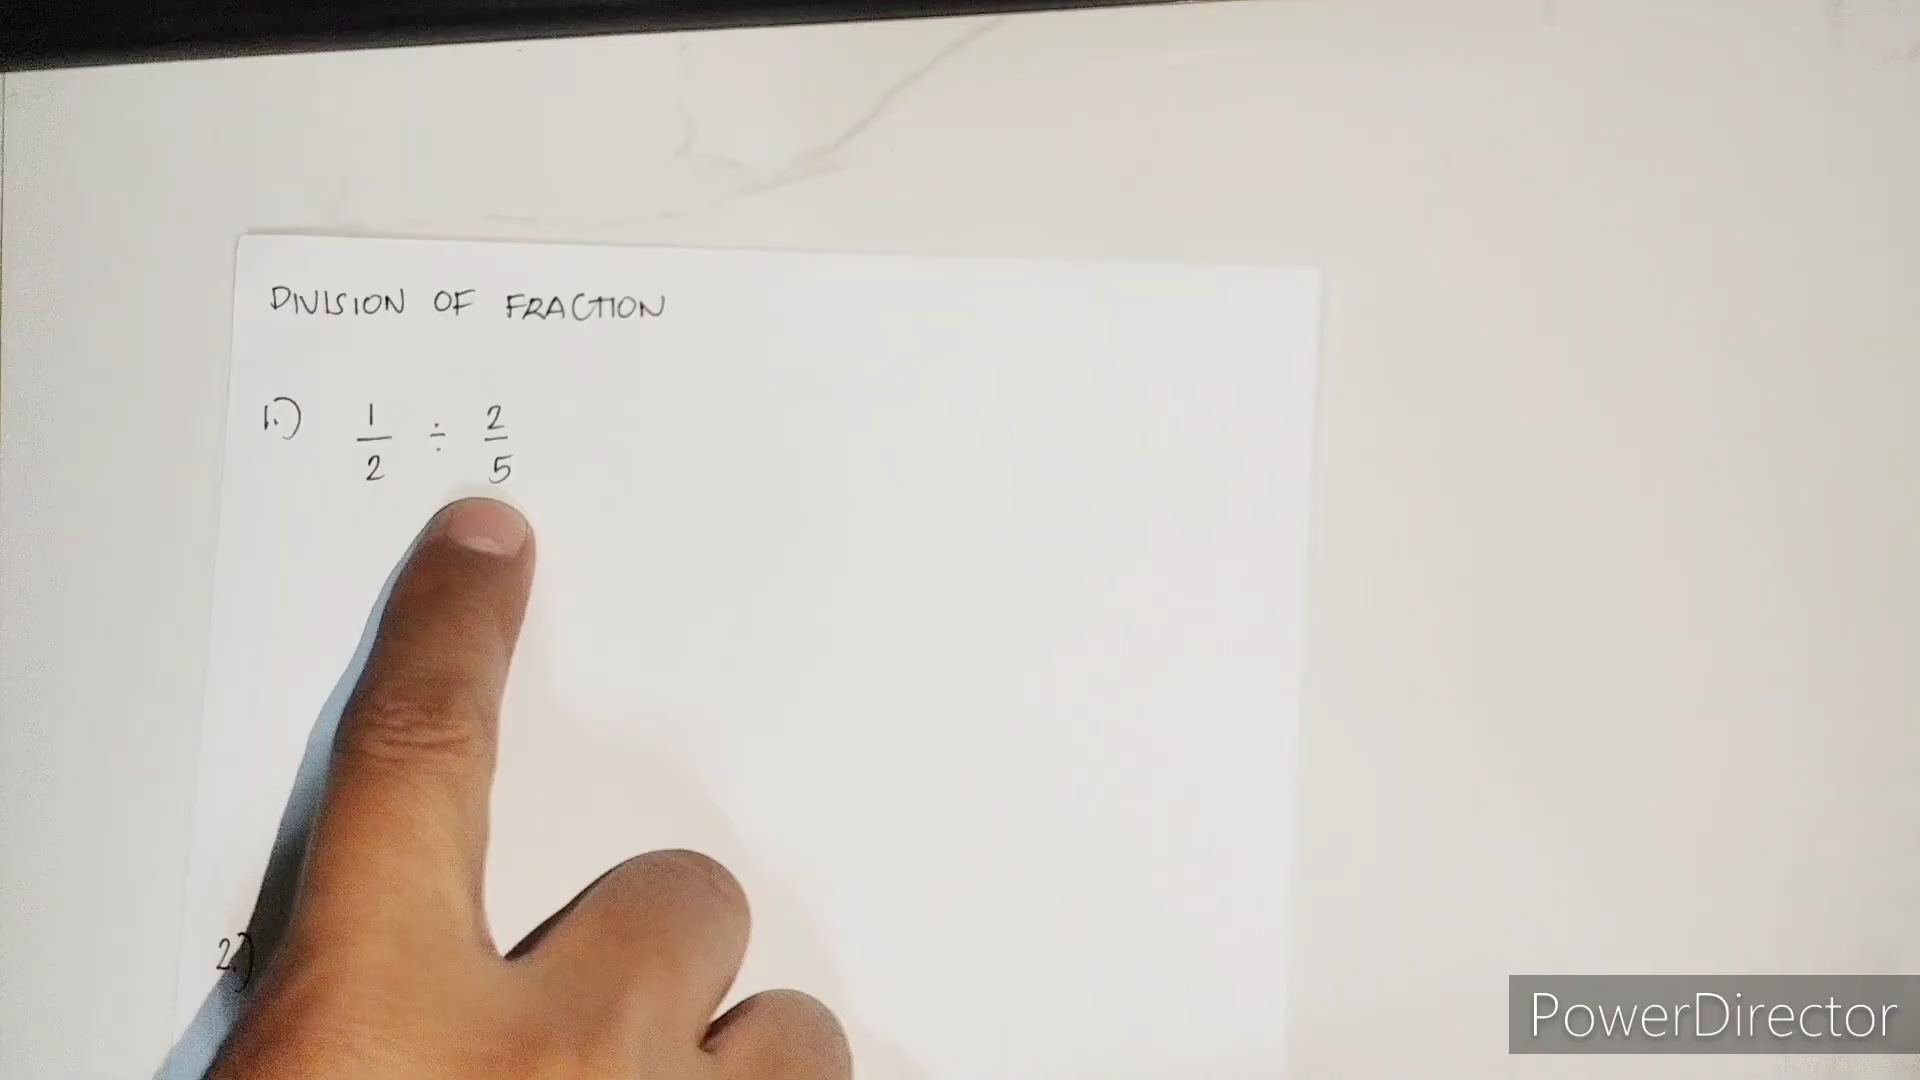 DIVISION OF FRACTION
1.) 1/2 ÷ 2/5
2.)
PowerDirector